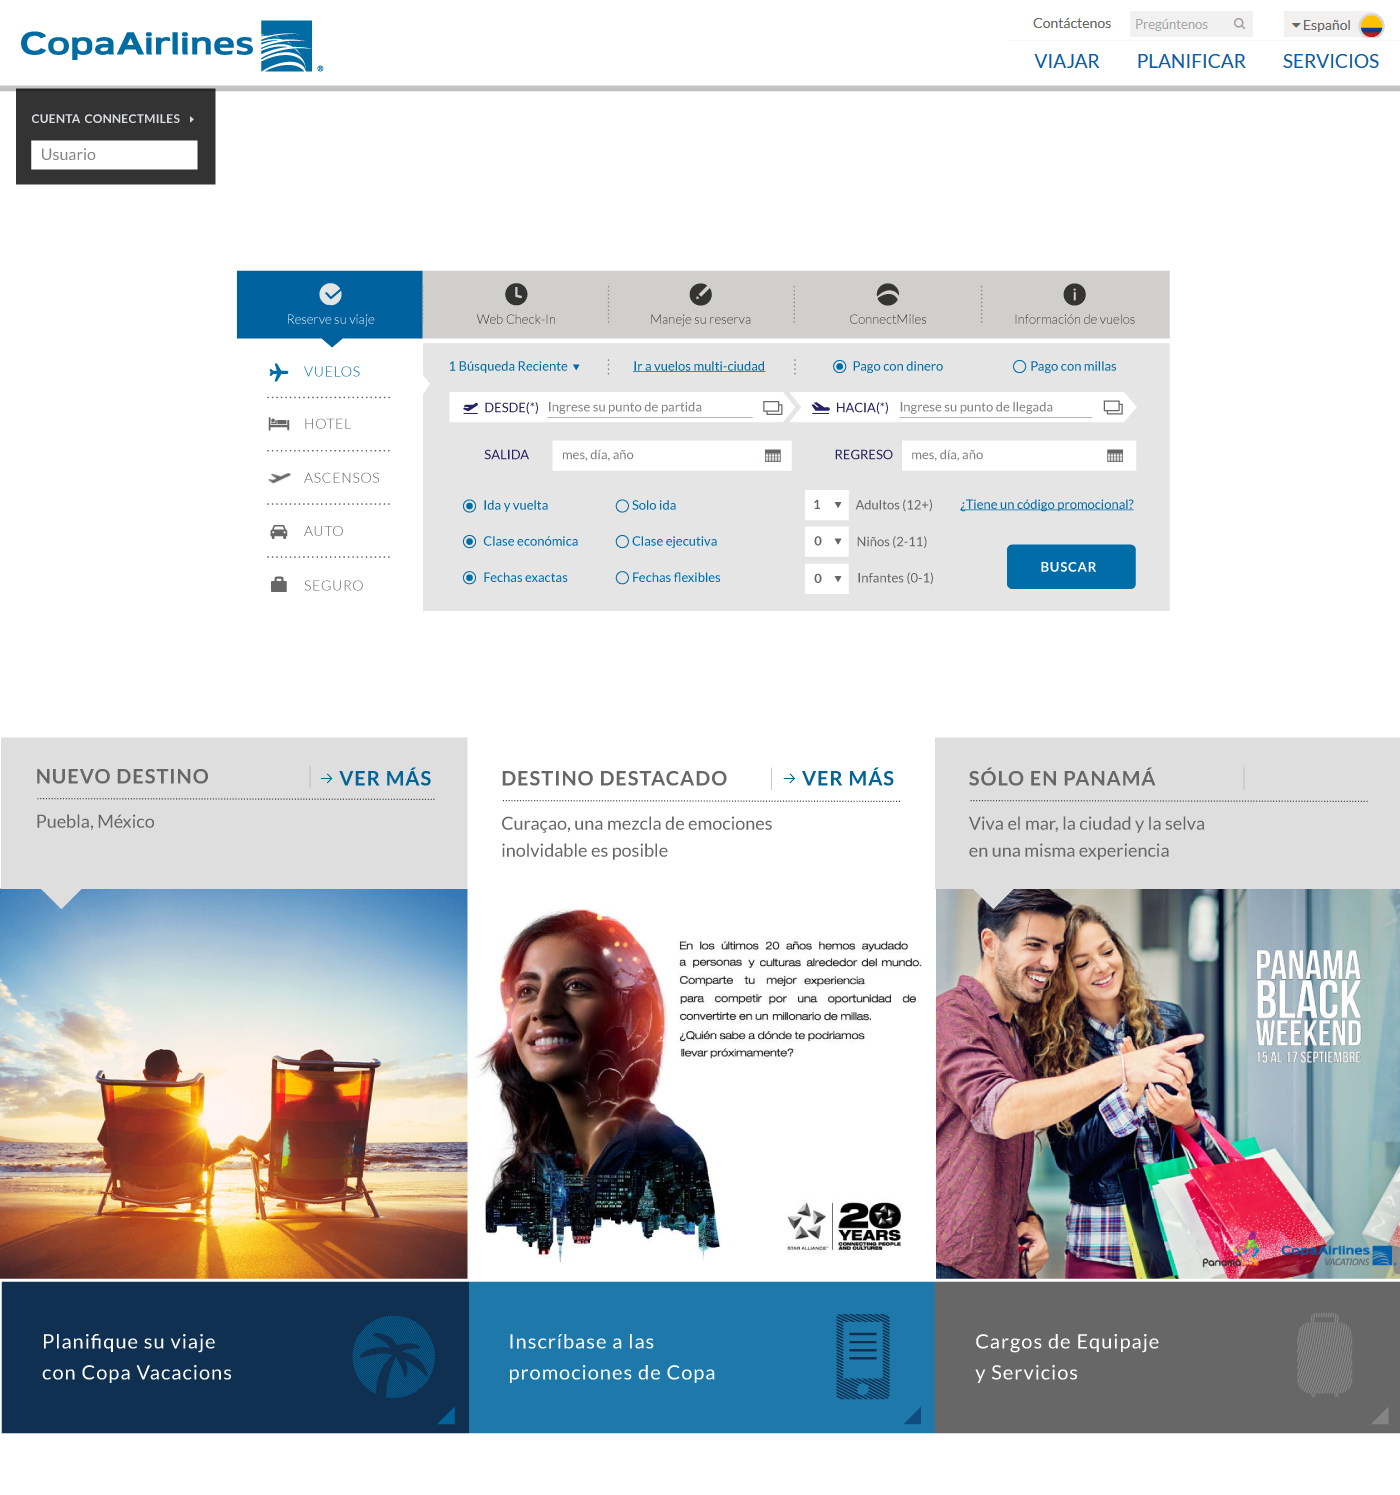 CopaAirlines
Contáctenos
Pregúntenos
Español
VIAJAR
PLANIFICAR
SERVICIOS
CUENTA CONNECTMILES
Usuario
Reserve su viaje
Web Check-In
Maneje su reserva
ConnectMiles
Información de vuelos
VUELOS
HOTEL
ASCENSOS
AUTO
SEGURO
1 Búsqueda Reciente
Ir a vuelos multi-ciudad
Pago con dinero
Pago con millas
DESDE(*) Ingrese su punto de partida
HACIA(*) Ingrese su punto de llegada
SALIDA mes, día, año
REGRESO mes, día, año
Ida y vuelta
Solo ida
1 Adultos (12+)
¿Tiene un código promocional?
Clase económica
Clase ejecutiva
0 Niños (2-11)
Fechas exactas
Fechas flexibles
0 Infantes (0-1)
BUSCAR
NUEVO DESTINO
VER MÁS
Puebla, México
DESTINO DESTACADO
VER MÁS
Curaçao, una mezcla de emociones
inolvidable es posible
SÓLO EN PANAMÁ
Viva el mar, la ciudad y la selva
en una misma experiencia
En los últimos 20 años hemos ayudado
a personas y culturas alrededor del mundo.
Comparte tu mejor experiencia
para competir por una oportunidad de
convertirte en un millonario de millas.
¿Quién sabe a dónde te podriamos
llevar próximamente?
STAR ALLIANCE
20
YEARS
CONNECTING PEOPLE
AND CULTURES
PANAMA
BLACK
WEEKEND
15 AL 17 SEPTIEMBRE
Panamá
CopaAirlines
VACATIONS
Planifique su viaje
con Copa Vacacions
Inscríbase a las
promociones de Copa
Cargos de Equipaje
y Servicios